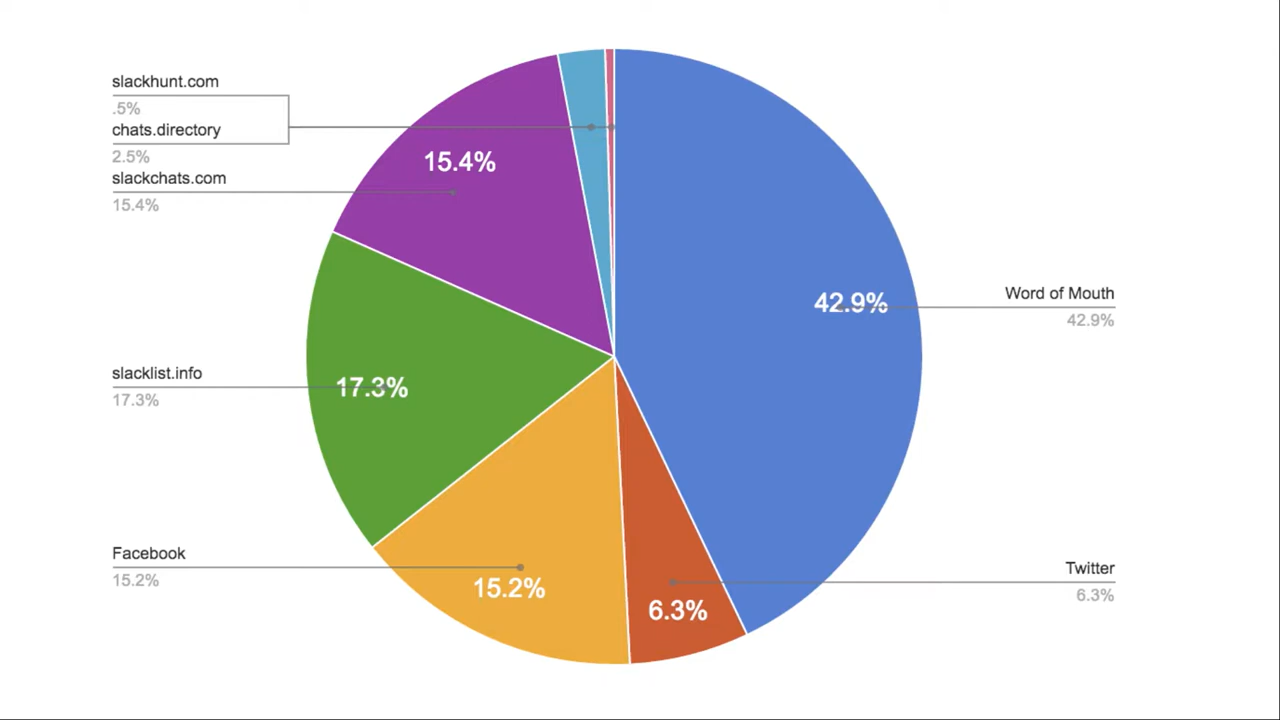 slackhunt.com
.5%
chats.directory
2.5%
slackchats.com
15.4%
15.4%
42.9%
Word of Mouth
42.9%
slacklist.info
17.3%
17.3%
Facebook
15.2%
15.2%
6.3%
Twitter
6.3%